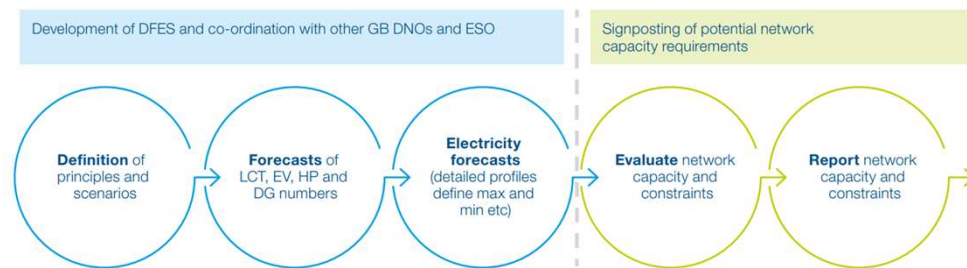 Development of DFES and co-ordination with other GB DNOs and ESO
Signposting of potential network
capacity requirements
Definition of
principles and
scenarios
Forecasts of
LCT, EV, HP and
DG numbers
Electricity
forecasts
(detailed profiles
define max and
min etc)
Evaluate network
capacity and
constraints
Report network
capacity and
constraints